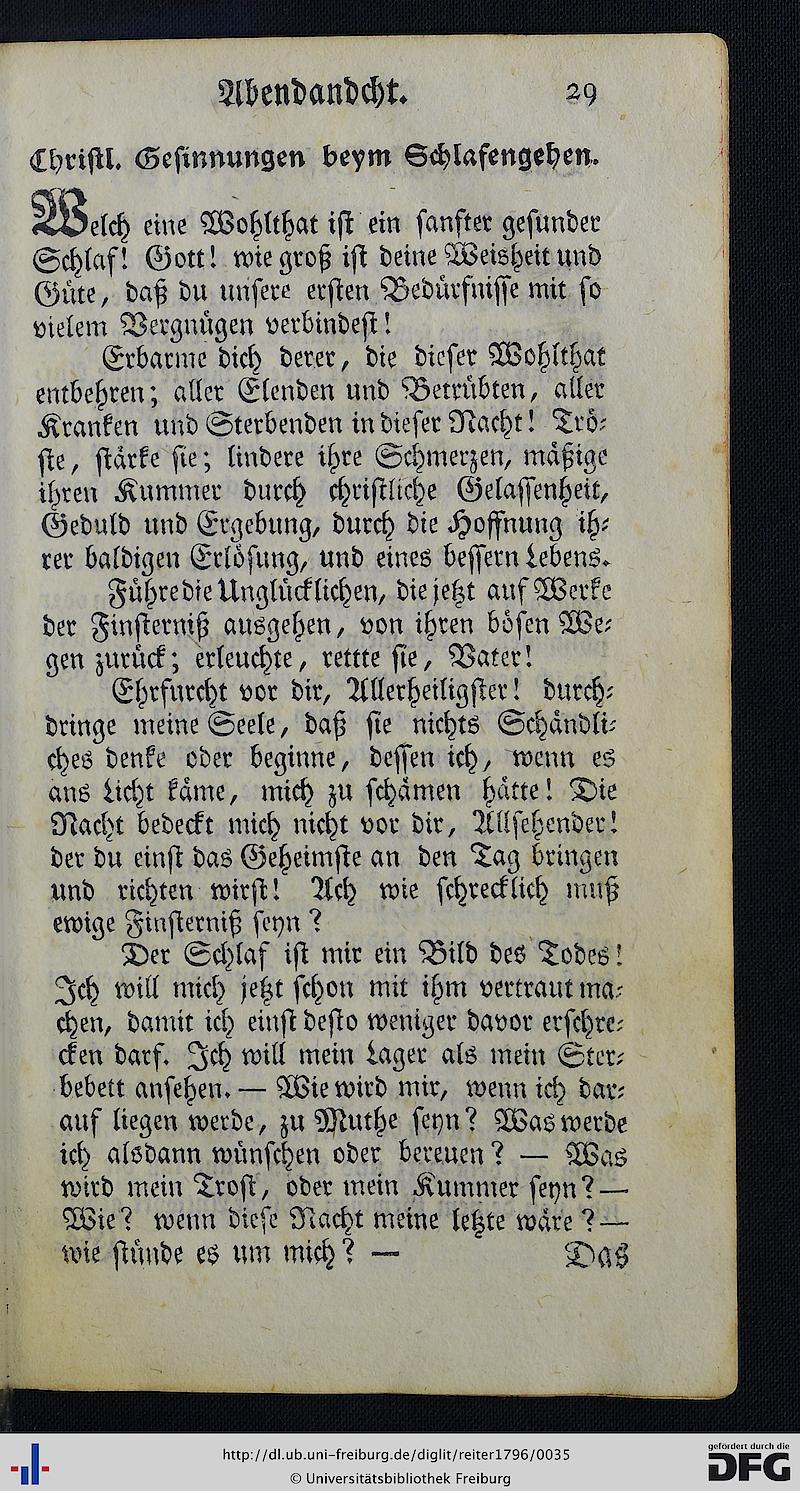 Abendandcht. 29
Christl. Gesinnungen beym Schlafengehen.
Welch eine Wohlthat ist ein sanfter gesunder
Schlaf! Gott! wie groß ist deine Weisheit und
Güte, daß du unsere ersten Bedürfnisse mit so
vielem Vergnügen verbindest!
Erbarme dich derer, die dieser Wohlthat
entbehren; aller Elenden und Betrübten, aller
Kranken und Sterbenden in dieser Nacht! Trö-
ste, stärke sie; lindere ihre Schmerzen, mäßige
ihren Kummer durch christliche Gelassenheit,
Geduld und Ergebung, durch die Hoffnung ih-
rer baldigen Erlösung, und eines bessern Lebens.
Führe die Unglücklichen, die jetzt auf Werke
der Finsterniß ausgehen, von ihren bösen We-
gen zurück; erleuchte, rettte sie, Vater!
Ehrfurcht vor dir, Allerheiligster! durch-
dringe meine Seele, daß sie nichts Schändli-
ches denke oder beginne, dessen ich, wenn es
ans Licht käme, mich zu schämen hätte! Die
Nacht bedeckt mich nicht vor dir, Allsehender!
der du einst das Geheimste an den Tag bringen
und richten wirst! Ach wie schrecklich muß
ewige Finsterniß seyn?
Der Schlaf ist mir ein Bild des Todes!
Ich will mich jetzt schon mit ihm vertraut ma-
chen, damit ich einst desto weniger davor erschre-
cken darf. Ich will mein Lager als mein Ster-
bebett ansehen. — Wie wird mir, wenn ich dar-
auf liegen werde, zu Muthe seyn? Was werde
ich alsdann wünschen oder bereuen? — Was
wird mein Trost, oder mein Kummer seyn? —
Wie? wenn diese Nacht meine letzte wäre? —
wie stünde es um mich? — Das
http://dl.ub.uni-freiburg.de/diglit/reiter1796/0035
© Universitätsbibliothek Freiburg
gefördert durch die
DFG